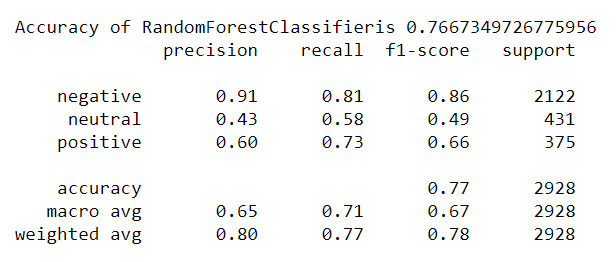 Accuracy of RandomForestClassifieris 0.7667349726775956
precision recall f1-score support
negative 0.91 0.81 0.86 2122
neutral 0.43 0.58 0.49 431
positive 0.60 0.73 0.66 375
accuracy 0.77 2928
macro avg 0.65 0.71 0.67 2928
weighted avg 0.80 0.77 0.78 2928